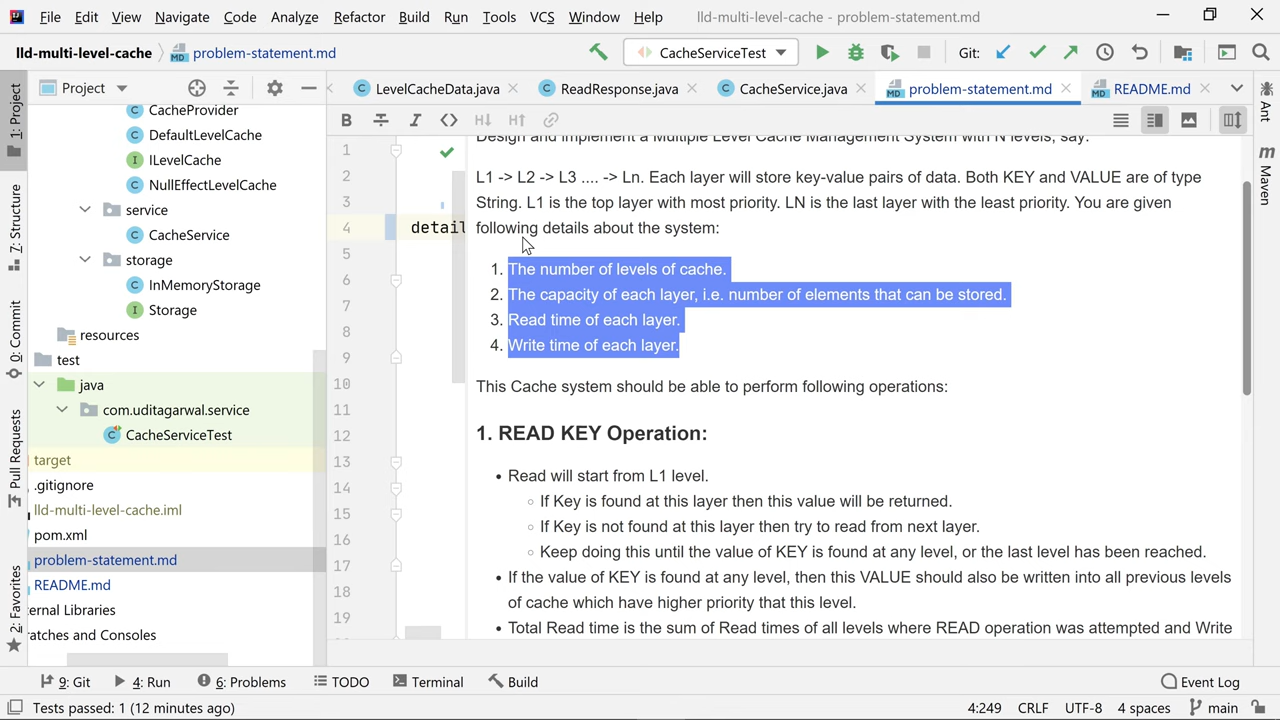 File Edit View Navigate Code Analyze Refactor Build Run Tools VCS Window Help lld-multi-level-cache - problem-statement.md
lld-multi-level-cache problem-statement.md CacheServiceTest Git:
Project LevelCacheData.java ReadResponse.java CacheService.java problem-statement.md README.md
1: Project
7: Structure
0: Commit
Pull Requests
2: Favorites
CacheProvider
DefaultLevelCache
ILevelCache
NullEffectLevelCache
service
CacheService
storage
InMemoryStorage
Storage
resources
test
java
com.uditagarwal.service
CacheServiceTest
target
.gitignore
lld-multi-level-cache.iml
pom.xml
problem-statement.md
README.md
ernal Libraries
ratches and Consoles
1
2
3
4 detail
5
6
7
8
9
10
11
12
13
14
15
16
17
18
19
Design and Implement a Multiple Level Cache Management System with N levels, say:
L1 -> L2 -> L3 .... -> Ln. Each layer will store key-value pairs of data. Both KEY and VALUE are of type
String. L1 is the top layer with most priority. LN is the last layer with the least priority. You are given
following details about the system:
1. The number of levels of cache.
2. The capacity of each layer, i.e. number of elements that can be stored.
3. Read time of each layer.
4. Write time of each layer.
This Cache system should be able to perform following operations:
1. READ KEY Operation:
• Read will start from L1 level.
◦ If Key is found at this layer then this value will be returned.
◦ If Key is not found at this layer then try to read from next layer.
◦ Keep doing this until the value of KEY is found at any level, or the last level has been reached.
• If the value of KEY is found at any level, then this VALUE should also be written into all previous levels
of cache which have higher priority that this level.
• Total Read time is the sum of Read times of all levels where READ operation was attempted and Write
Ant
m Maven
9: Git 4: Run 6: Problems TODO Terminal Build Event Log
Tests passed: 1 (12 minutes ago) 4:249 CRLF UTF-8 4 spaces main